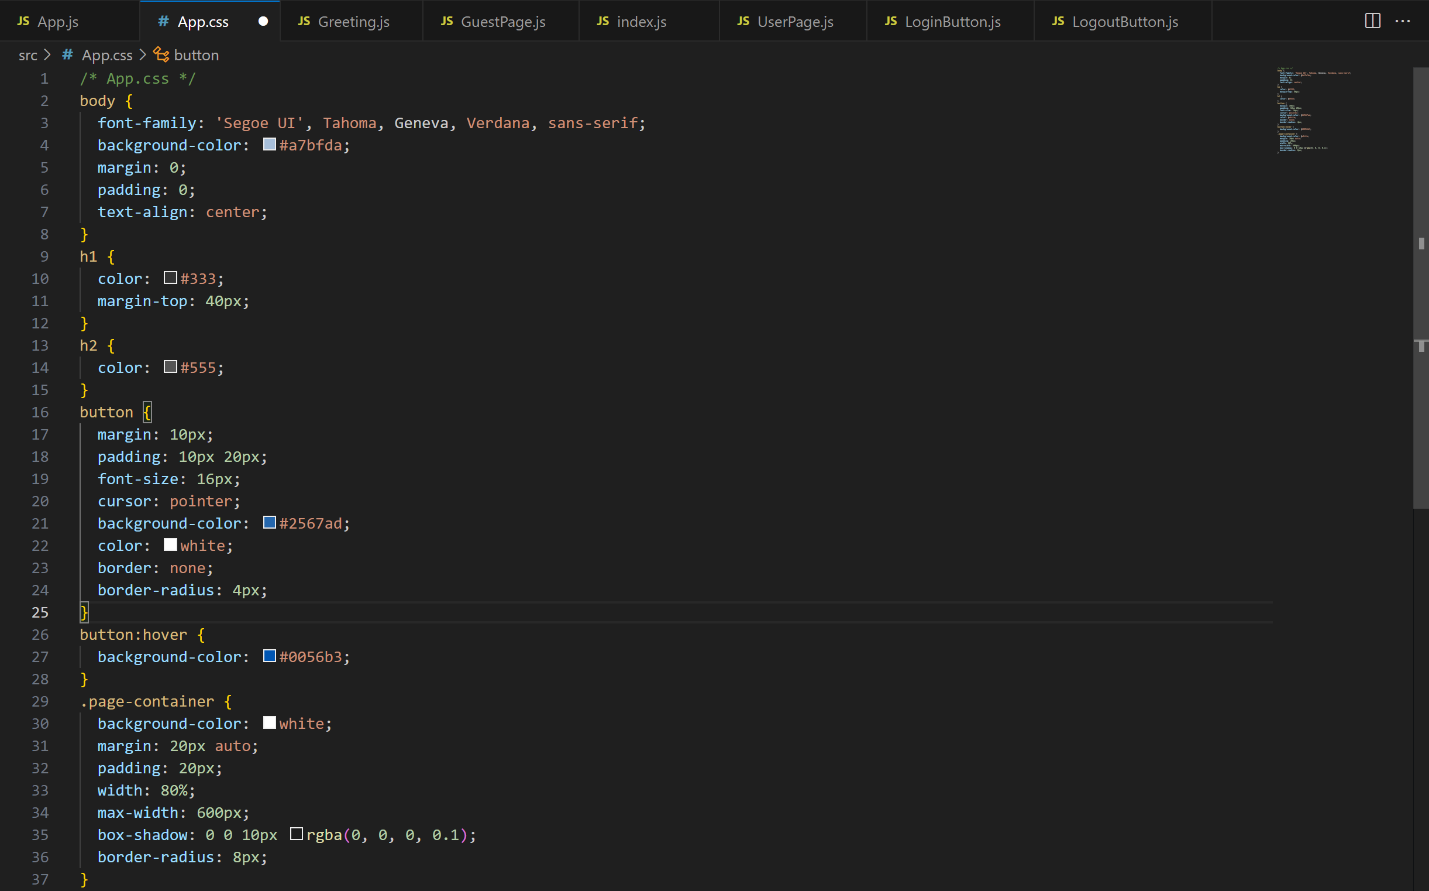 JS App.js # App.css ● JS Greeting.js JS GuestPage.js JS index.js JS UserPage.js JS LoginButton.js JS LogoutButton.js ···
src > # App.css > button
1 /* App.css */
2 body {
3 font-family: 'Segoe UI', Tahoma, Geneva, Verdana, sans-serif;
4 background-color: #a7bfda;
5 margin: 0;
6 padding: 0;
7 text-align: center;
8 }
9 h1 {
10 color: #333;
11 margin-top: 40px;
12 }
13 h2 {
14 color: #555;
15 }
16 button {
17 margin: 10px;
18 padding: 10px 20px;
19 font-size: 16px;
20 cursor: pointer;
21 background-color: #2567ad;
22 color: white;
23 border: none;
24 border-radius: 4px;
25 }
26 button:hover {
27 background-color: #0056b3;
28 }
29 .page-container {
30 background-color: white;
31 margin: 20px auto;
32 padding: 20px;
33 width: 80%;
34 max-width: 600px;
35 box-shadow: 0 0 10px rgba(0, 0, 0, 0.1);
36 border-radius: 8px;
37 }